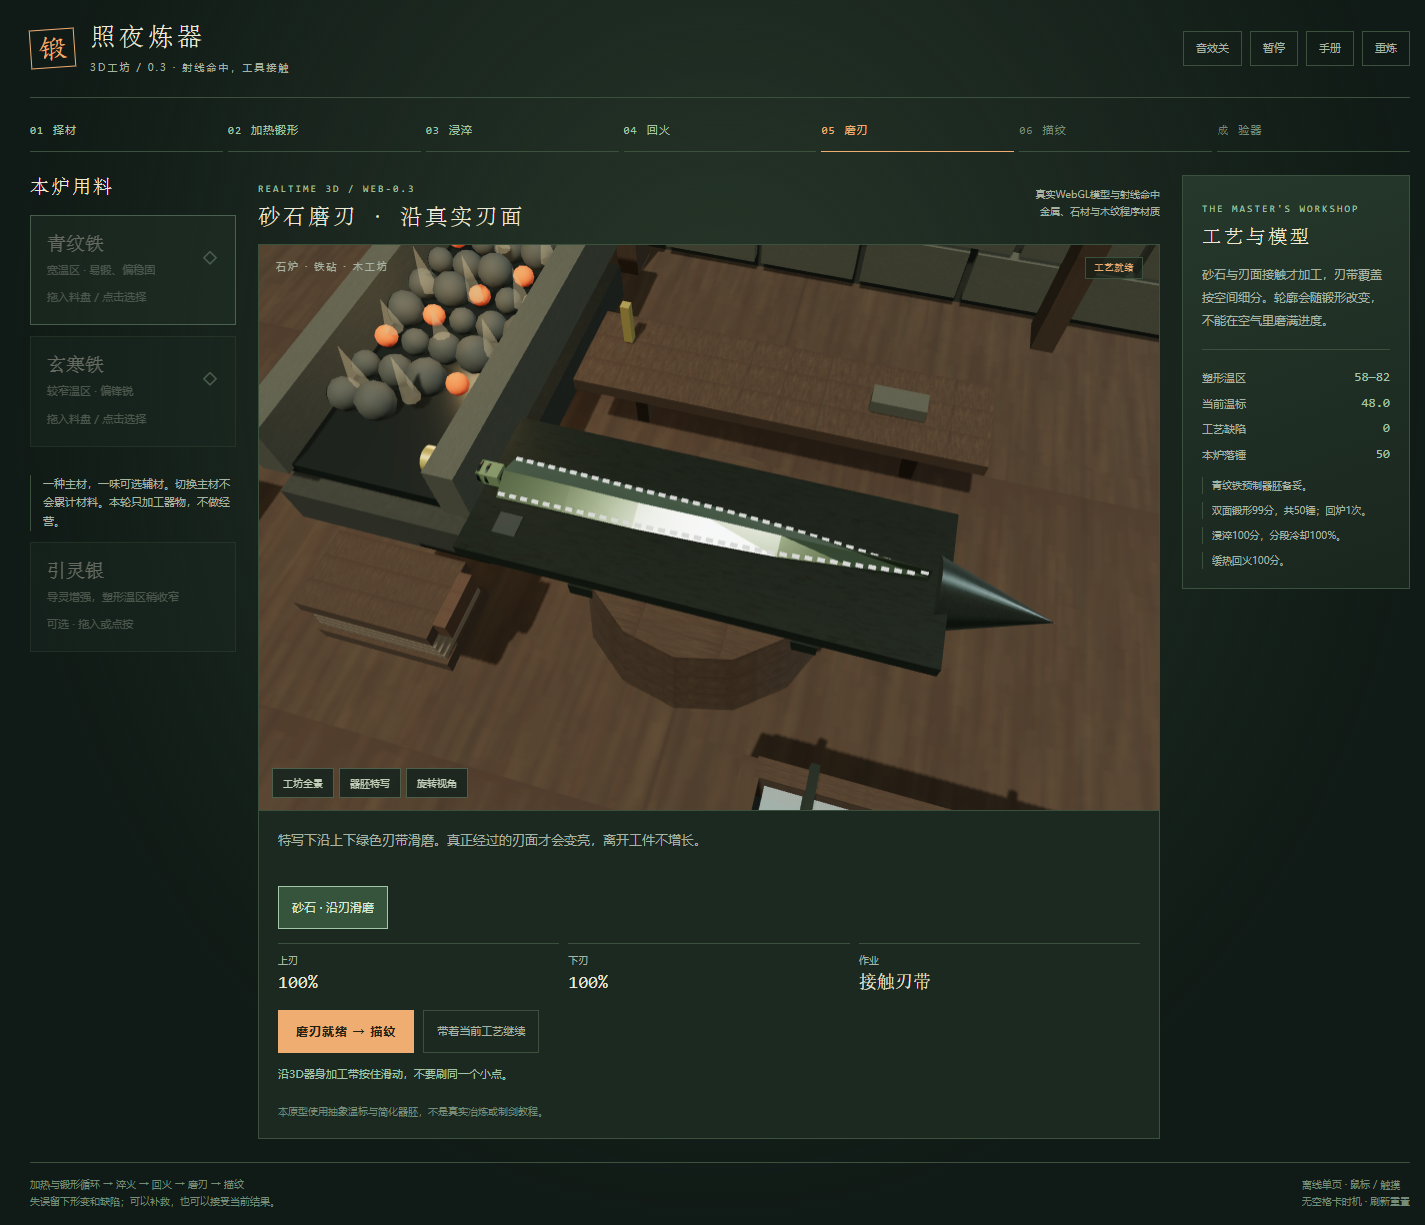 锻
照夜炼器
3D工坊 / 0.3 · 射线命中，工具接触
音效关
暂停
手册
重炼
01 择材
02 加热锻形
03 浸淬
04 回火
05 磨刃
06 描纹
成 验器
本炉用料
青纹铁
宽温区 · 易锻、偏稳固
拖入料盘 / 点击选择
玄寒铁
较窄温区 · 偏锋锐
拖入料盘 / 点击选择
一种主材，一味可选辅材。切换主材不
会累计材料。本轮只加工器物，不做经
营。
引灵银
导灵增强，塑形温区稍收窄
可选 · 拖入或点按
REALTIME 3D / WEB-0.3
砂石磨刃 · 沿真实刃面
真实WebGL模型与射线命中
金属、石材与木纹程序材质
石炉 · 铁砧 · 木工坊
工艺就绪
工坊全景
器胚特写
旋转视角
特写下沿上下绿色刃带滑磨。真正经过的刃面才会变亮，离开工件不增长。
砂石 · 沿刃滑磨
上刃
100%
下刃
100%
作业
接触刃带
磨刃就绪 → 描纹
带着当前工艺继续
沿3D器身加工带按住滑动，不要刷同一个小点。
本原型使用抽象温标与简化器胚，不是真实冶炼或制剑教程。
THE MASTER'S WORKSHOP
工艺与模型
砂石与刃面接触才加工，刃带覆盖
按空间细分。轮廓会随锻形改变，
不能在空气里磨满进度。
塑形温区 58—82
当前温标 48.0
工艺缺陷 0
本炉落锤 50
青纹铁预制器胚备妥。
双面锻形99分，共50锤；回炉1次。
浸淬100分，分段冷却100%。
缓热回火100分。
加热与锻形循环 → 淬火 → 回火 → 磨刃 → 描纹
失误留下形变和缺陷；可以补救，也可以接受当前结果。
离线单页 · 鼠标 / 触摸
无空格卡时机 · 刷新重置